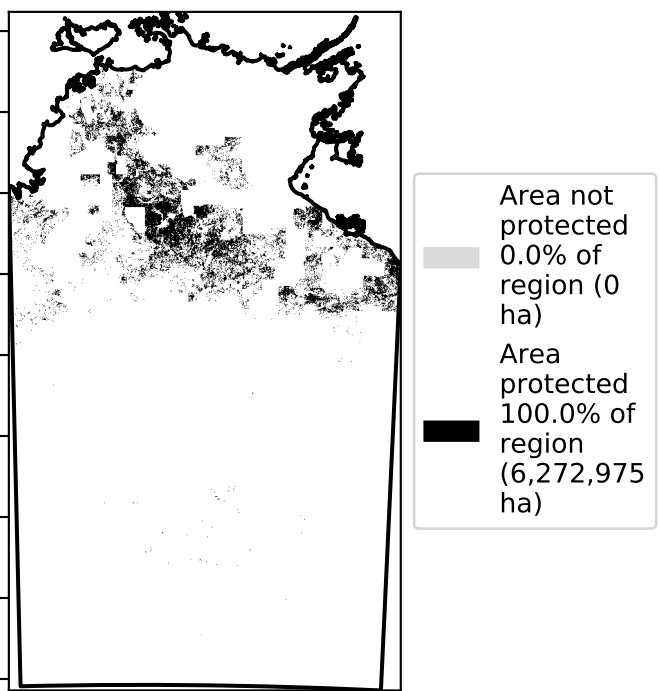 Area not
protected
0.0% of
region (0
ha)
Area
protected
100.0% of
region
(6,272,975
ha)